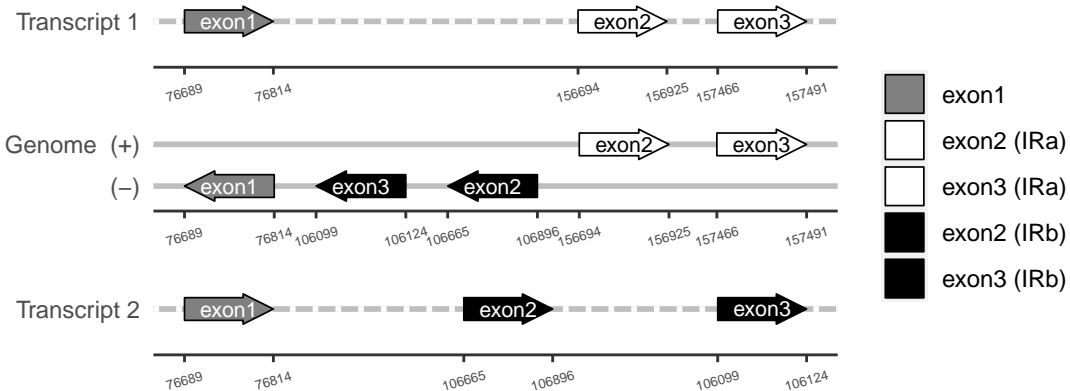 Transcript 1 exon1 exon2 exon3
76689 76814 156694 156925 157466 157491
Genome (+) exon2 exon3
(–) exon1 exon3 exon2
76689 76814 106099 106124 106665 106896 156694 156925 157466 157491
Transcript 2 exon1 exon2 exon3
76689 76814 106665 106896 106099 106124
exon1
exon2 (IRa)
exon3 (IRa)
exon2 (IRb)
exon3 (IRb)